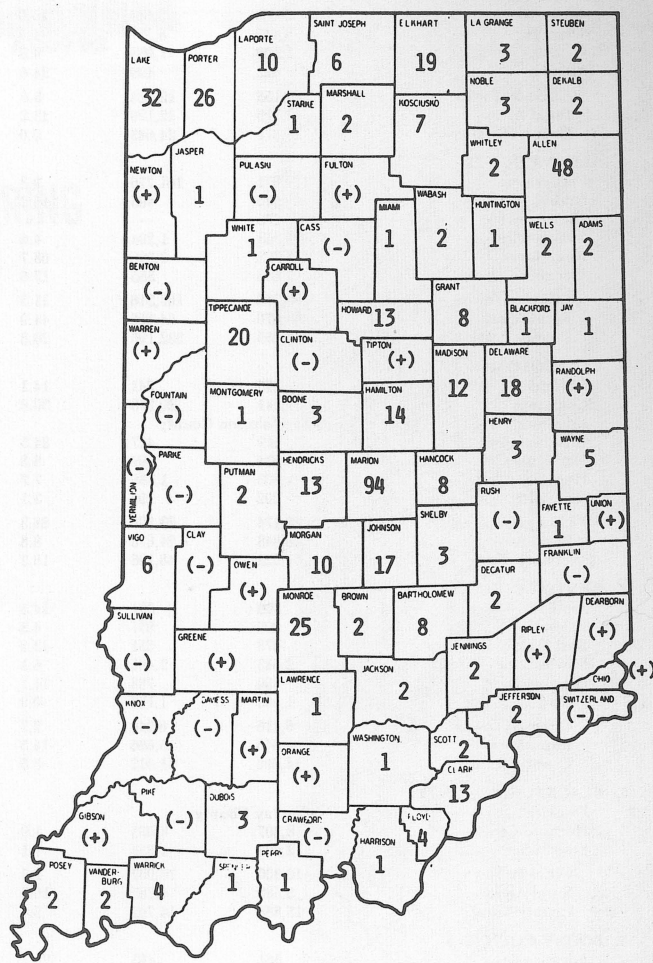 SAINT JOSEPH
6
ELKHART
19
LA GRANGE
3
STEUBEN
2
LAPORTE
10
LAKE
32
PORTER
26
NOBLE
3
DEKALB
2
STARKE
1
MARSHALL
2
KOSCIUSKO
7
WHITLEY
2
ALLEN
48
NEWTON
(+)
JASPER
1
PULASKI
(-)
FULTON
(+)
MIAMI
1
WABASH
2
HUNTINGTON
1
WELLS
2
ADAMS
2
WHITE
1
CASS
(-)
BENTON
(-)
CARROLL
(+)
HOWARD 13
GRANT
8
BLACKFORD
1
JAY
1
TIPPECANOE
20
WARREN
(+)
CLINTON
(-)
TIPTON
(+)
MADISON
12
DELAWARE
18
RANDOLPH
(+)
FOUNTAIN
(-)
MONTGOMERY
1
BOONE
3
HAMILTON
14
HENRY
3
WAYNE
5
VERMILION
(-)
PARKE
(-)
PUTMAN
2
HENDRICKS
13
MARION
94
HANCOCK
8
RUSH
(-)
FAYETTE
1
UNION
(+)
VIGO
6
CLAY
(-)
OWEN
(+)
MORGAN
10
JOHNSON
17
SHELBY
3
DECATUR
2
FRANKLIN
(-)
SULLIVAN
(-)
GREENE
(+)
MONROE
25
BROWN
2
BARTHOLOMEW
8
JENNINGS
2
RIPLEY
(+)
DEARBORN
(+)
OHIO
(+)
LAWRENCE
1
JACKSON
2
JEFFERSON
2
SWITZERLAND
(-)
KNOX
(-)
DAVIESS
(-)
MARTIN
(+)
ORANGE
(+)
WASHINGTON
1
SCOTT
2
CLARK
13
GIBSON
(+)
PIKE
(-)
DUBOIS
3
CRAWFORD
(-)
HARRISON
1
FLOYD
4
POSEY
2
VANDER-
BURG
2
WARRICK
4
SPENCER
1
PERRY
1